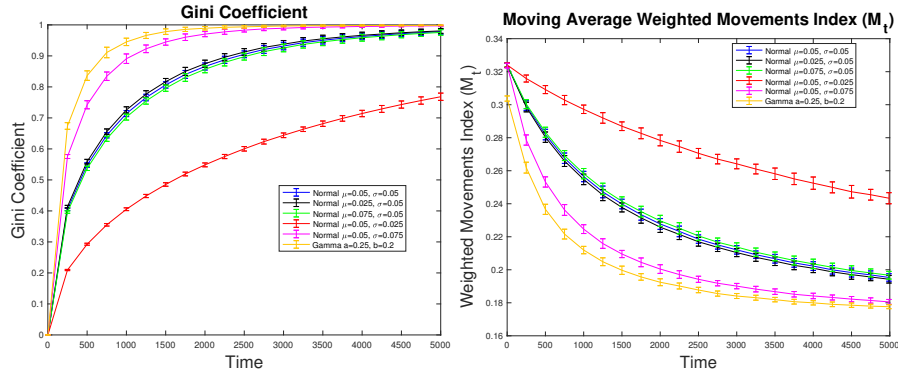 Gini Coefficient
1
0.9
0.8
0.7
0.6
0.5
0.4
0.3
0.2
0.1
0
Gini Coefficient
Normal μ=0.05, σ=0.05
Normal μ=0.025, σ=0.05
Normal μ=0.075, σ=0.05
Normal μ=0.05, σ=0.025
Normal μ=0.05, σ=0.075
Gamma a=0.25, b=0.2
0 500 1000 1500 2000 2500 3000 3500 4000 4500 5000
Time
Moving Average Weighted Movements Index (M_t)
0.34
0.32
0.3
0.28
0.26
0.24
0.22
0.2
0.18
0.16
Weighted Movements Index (M_t)
Normal μ=0.05, σ=0.05
Normal μ=0.025, σ=0.05
Normal μ=0.075, σ=0.05
Normal μ=0.05, σ=0.025
Normal μ=0.05, σ=0.075
Gamma a=0.25, b=0.2
0 500 1000 1500 2000 2500 3000 3500 4000 4500 5000
Time